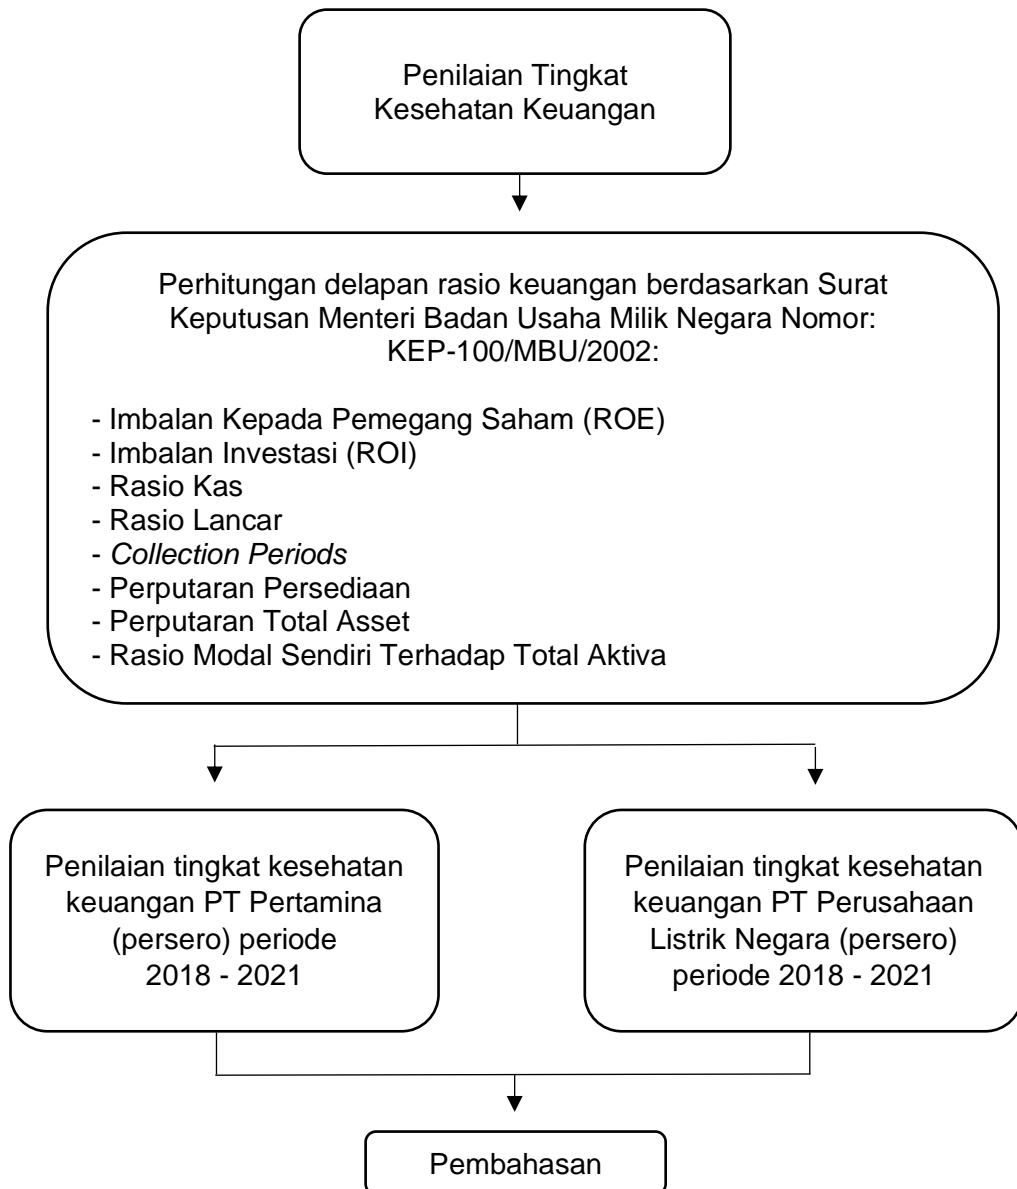 Penilaian Tingkat
Kesehatan Keuangan
Perhitungan delapan rasio keuangan berdasarkan Surat
Keputusan Menteri Badan Usaha Milik Negara Nomor:
KEP-100/MBU/2002:
- Imbalan Kepada Pemegang Saham (ROE)
- Imbalan Investasi (ROI)
- Rasio Kas
- Rasio Lancar
- Collection Periods
- Perputaran Persediaan
- Perputaran Total Asset
- Rasio Modal Sendiri Terhadap Total Aktiva
Penilaian tingkat kesehatan
keuangan PT Pertamina
(persero) periode
2018 - 2021
Penilaian tingkat kesehatan
keuangan PT Perusahaan
Listrik Negara (persero)
periode 2018 - 2021
Pembahasan